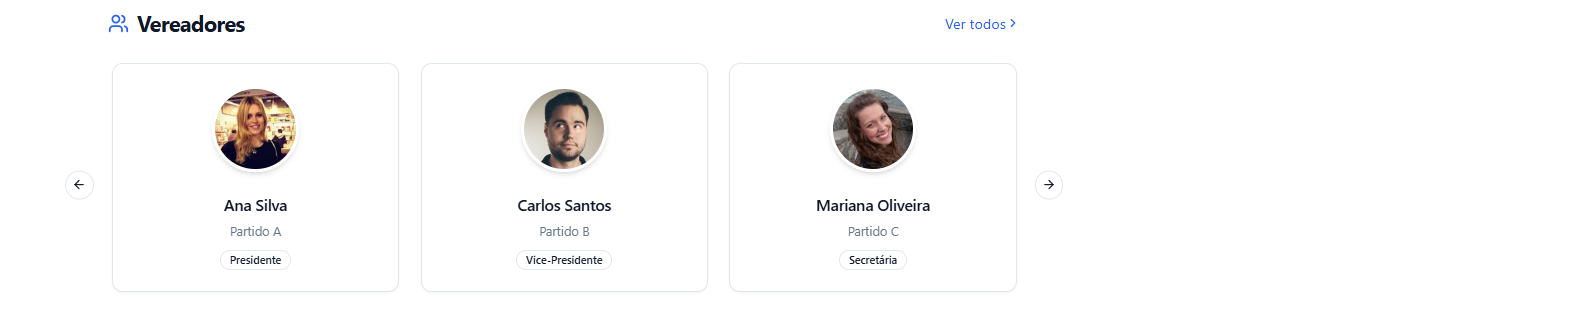 Vereadores
Ver todos
Ana Silva
Partido A
Presidente
Carlos Santos
Partido B
Vice-Presidente
Mariana Oliveira
Partido C
Secretária